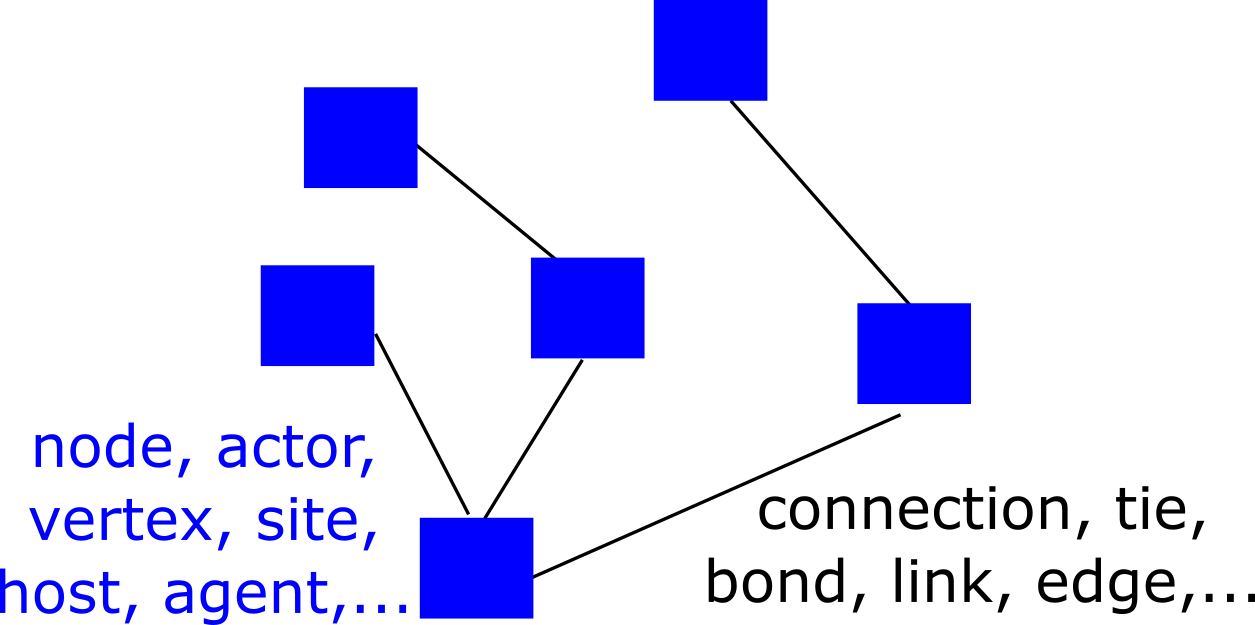 node, actor,
vertex, site,
host, agent,...
connection, tie,
bond, link, edge,...